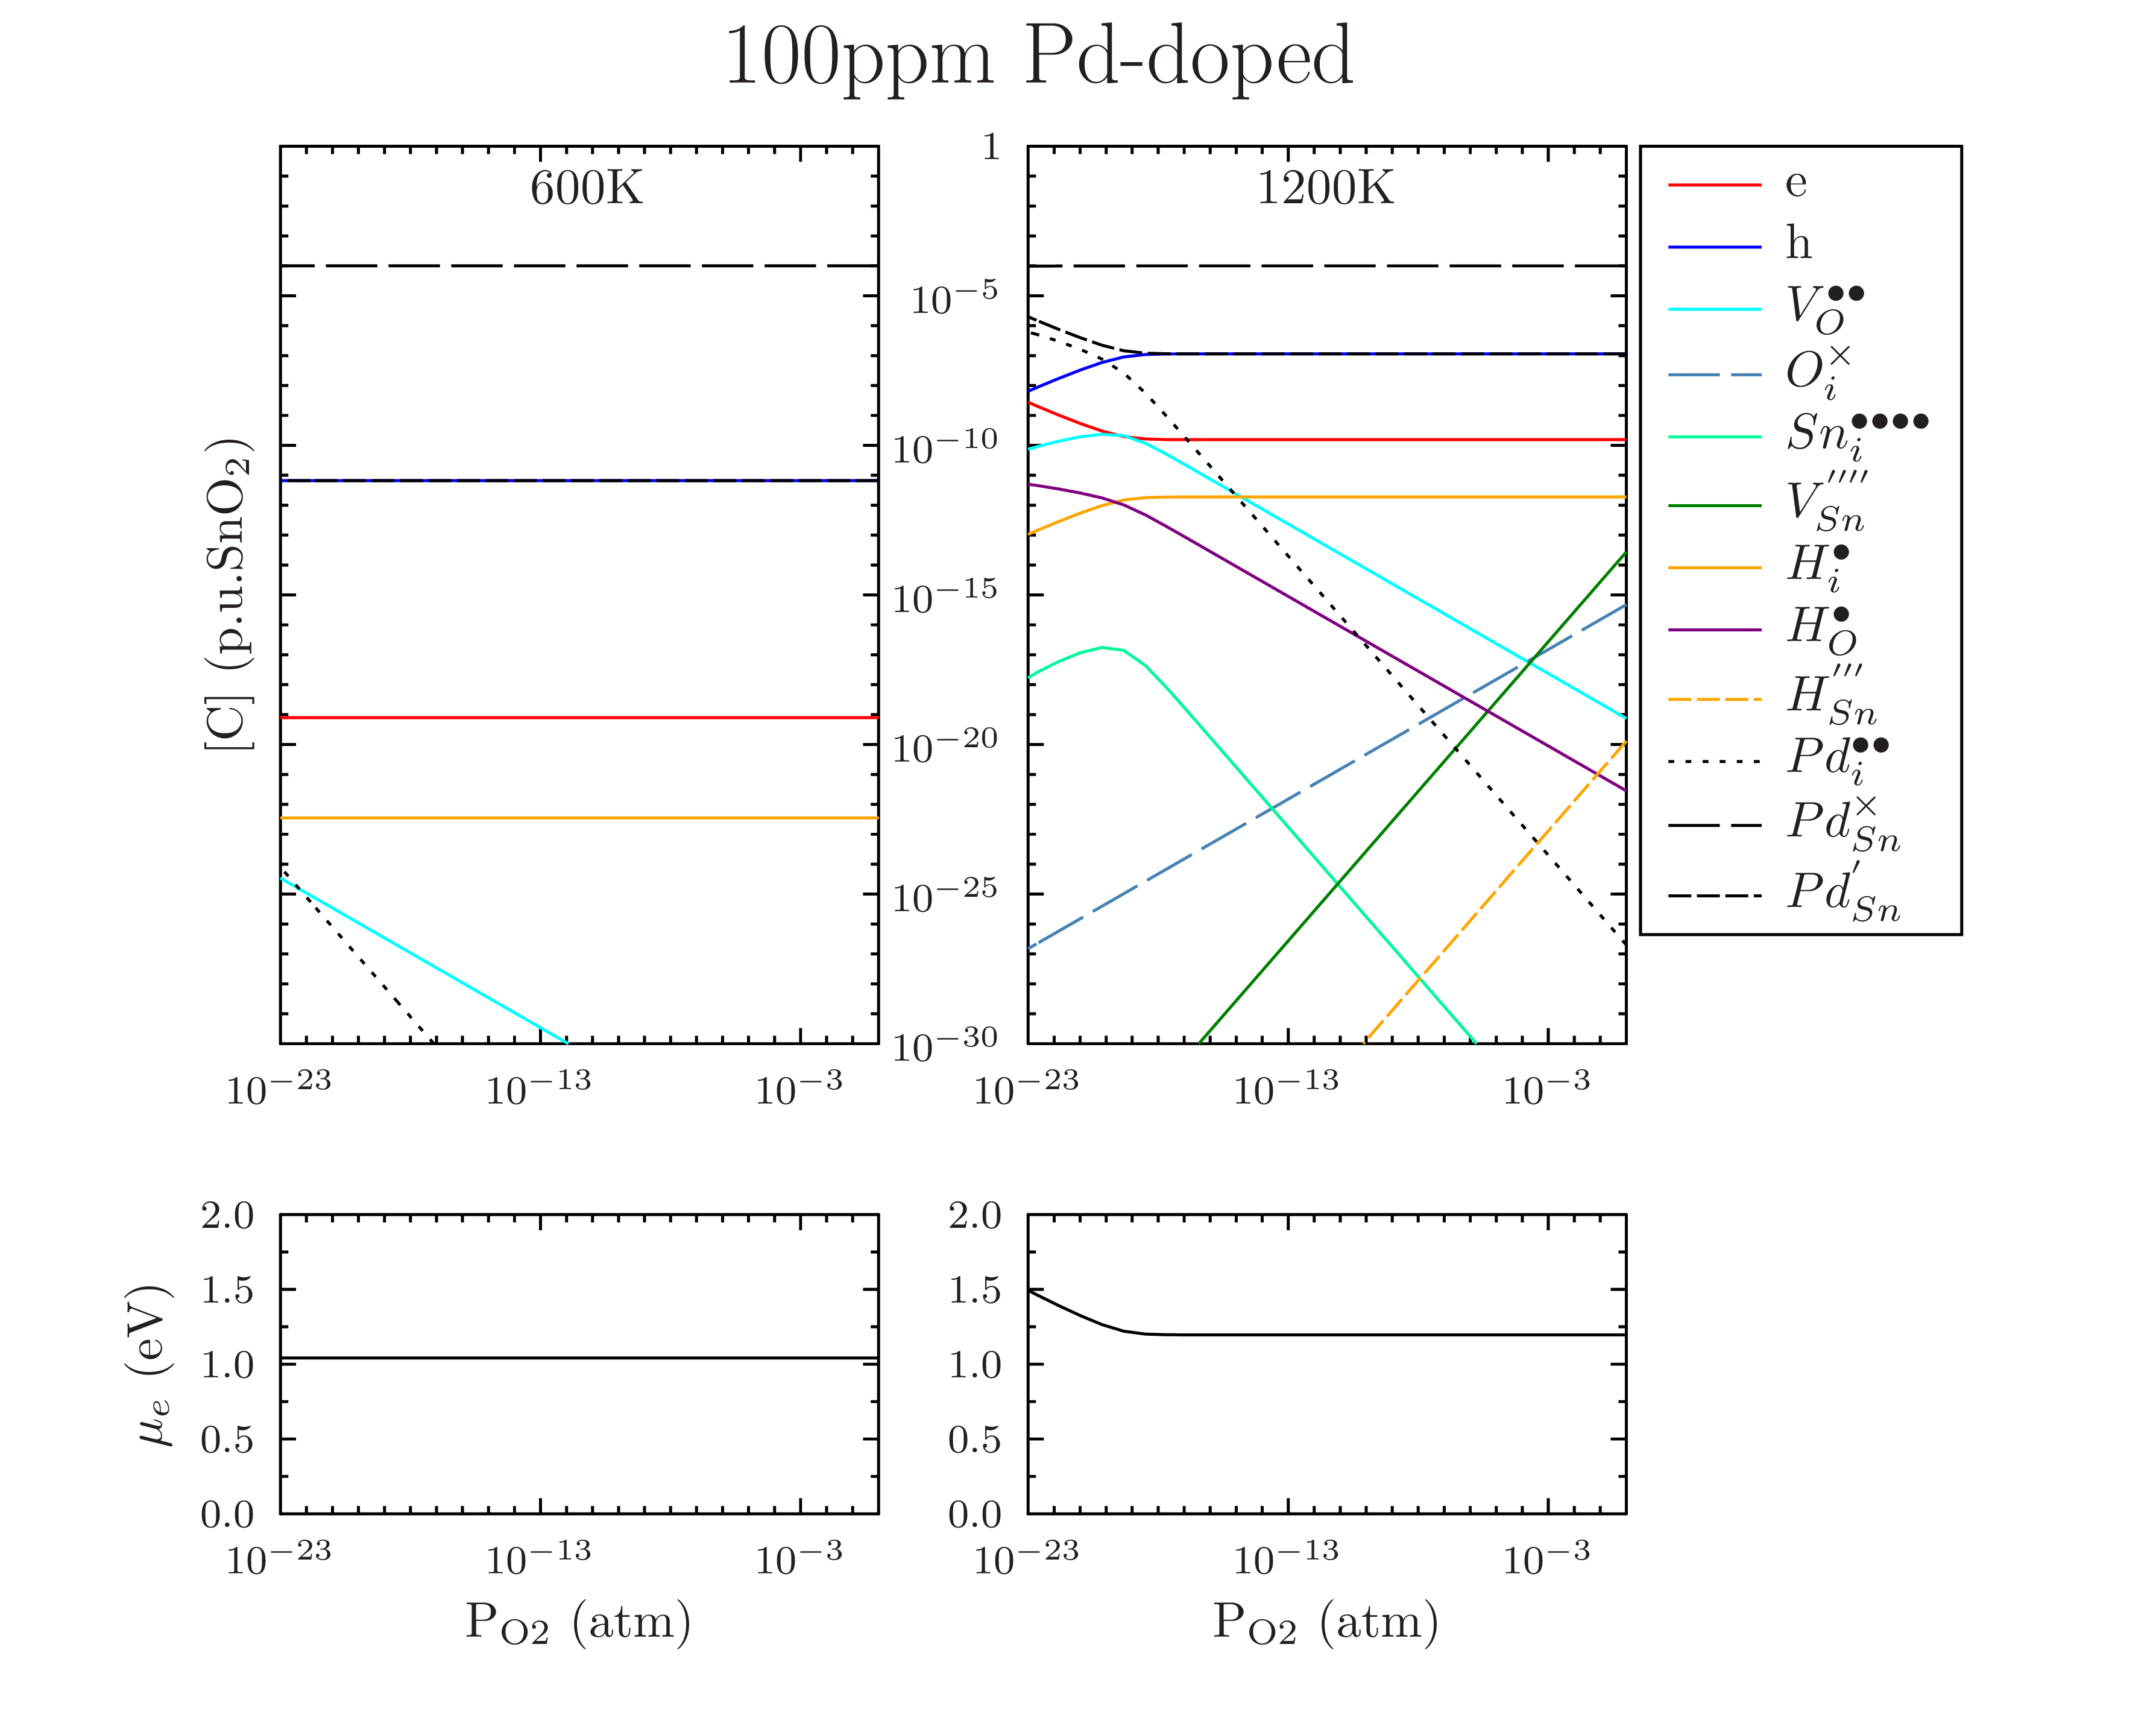 100ppm Pd-doped
600K
1200K
[C] (p.u.SnO₂)
1
10⁻⁵
10⁻¹⁰
10⁻¹⁵
10⁻²⁰
10⁻²⁵
10⁻³⁰
10⁻²³ 10⁻¹³ 10⁻³
10⁻²³ 10⁻¹³ 10⁻³
e
h
V_O^••
O_i^×
Sn_i^••••
V_Sn^''''
H_i^•
H_O^•
H_Sn^'''
Pd_i^••
Pd_Sn^×
Pd_Sn^'
μₑ (eV)
2.0
1.5
1.0
0.5
0.0
10⁻²³ 10⁻¹³ 10⁻³
P_O2 (atm)
2.0
1.5
1.0
0.5
0.0
10⁻²³ 10⁻¹³ 10⁻³
P_O2 (atm)